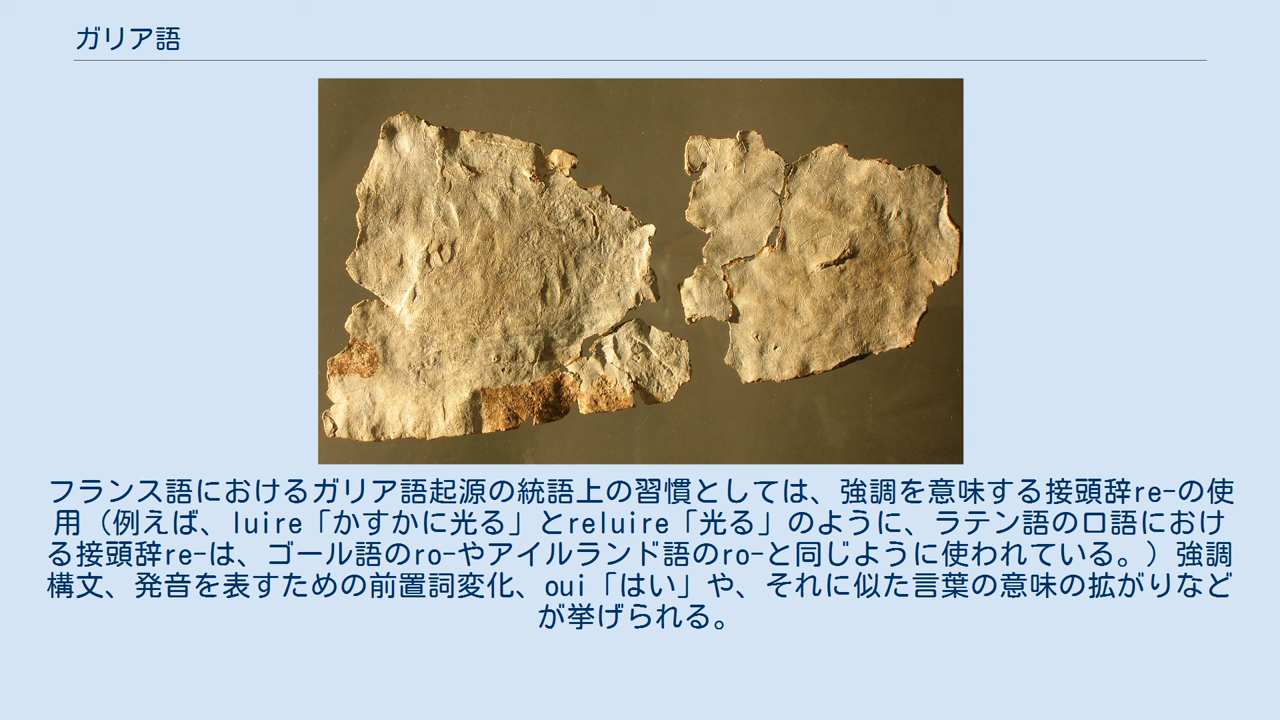 ガリア語
フランス語におけるガリア語起源の統語上の習慣としては、強調を意味する接頭辞re-の使
用（例えば、luire「かすかに光る」とreluire「光る」のように、ラテン語の口語におけ
る接頭辞re-は、ゴール語のro-やアイルランド語のro-と同じように使われている。）強調
構文、発音を表すための前置詞変化、oui「はい」や、それに似た言葉の意味の拡がりなど
が挙げられる。